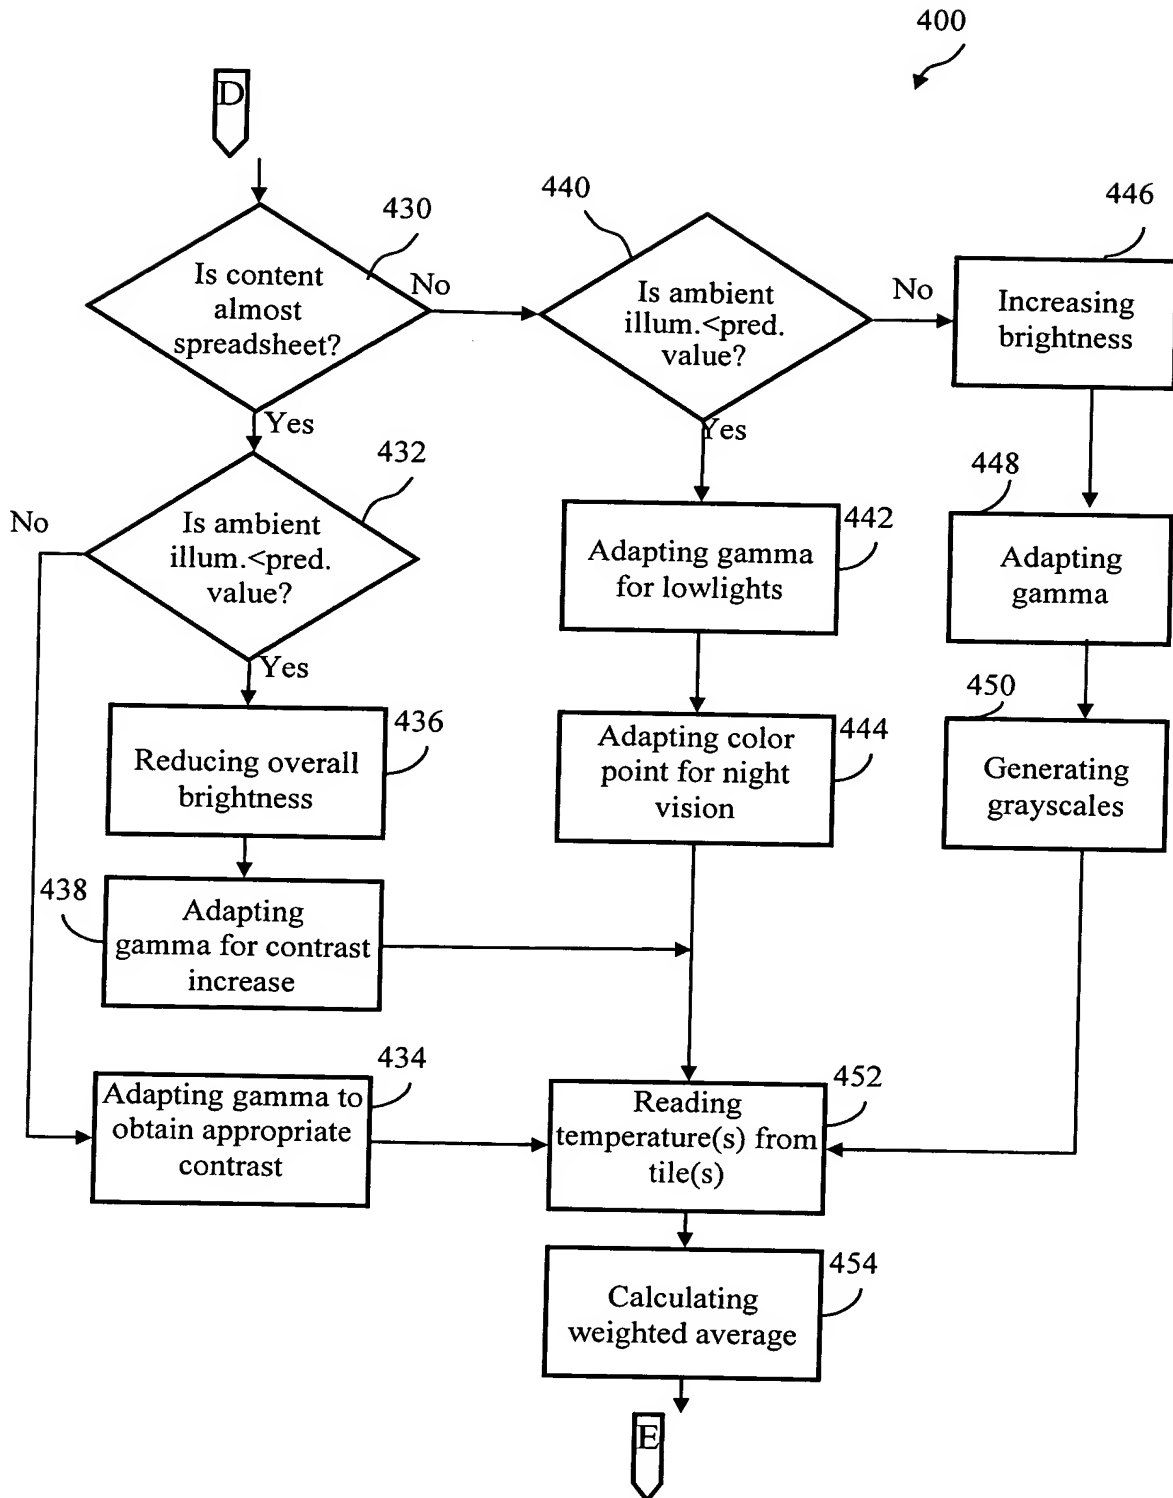 400
D
430
Is content
almost
spreadsheet?
No
Yes
440
Is ambient
illum.<pred.
value?
No
Yes
446
Increasing
brightness
432
Is ambient
illum.<pred.
value?
No
Yes
442
Adapting gamma
for lowlights
448
Adapting
gamma
436
Reducing overall
brightness
444
Adapting color
point for night
vision
450
Generating
grayscales
438
Adapting
gamma for contrast
increase
434
Adapting gamma to
obtain appropriate
contrast
452
Reading
temperature(s) from
tile(s)
454
Calculating
weighted average
E